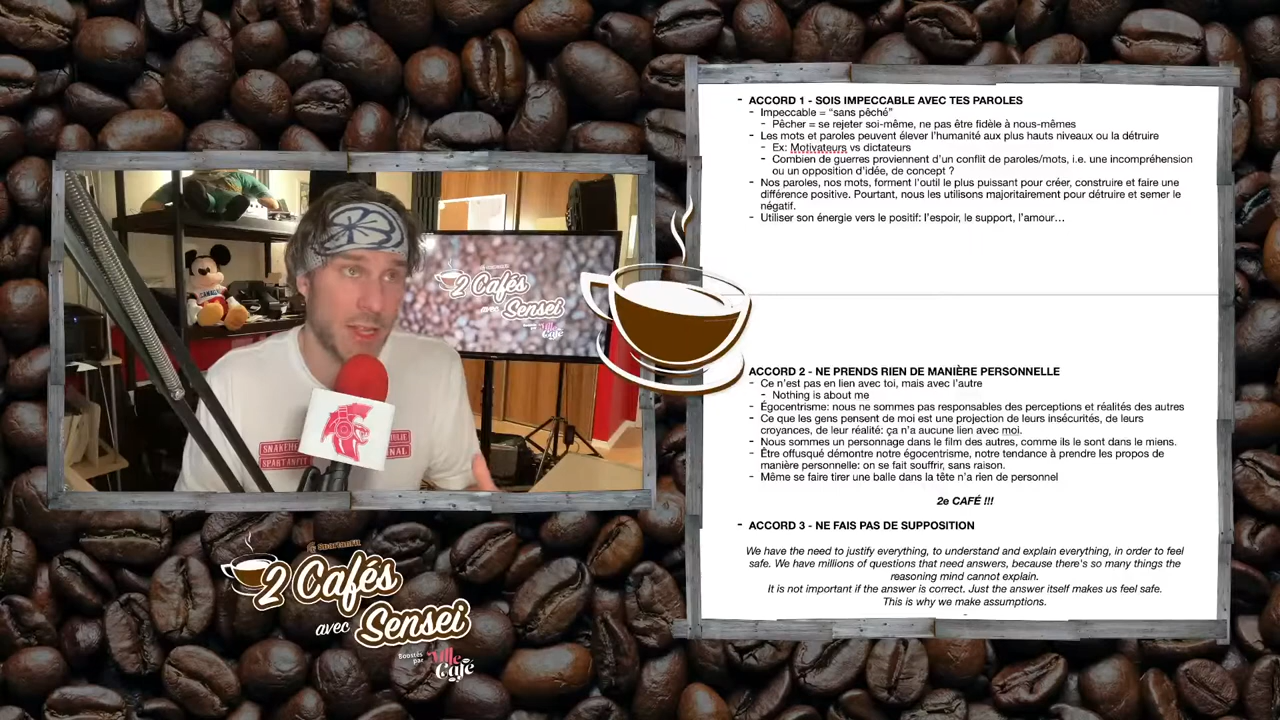 - ACCORD 1 - SOIS IMPECCABLE AVEC TES PAROLES
- Impeccable = “sans pêché”
- Pêcher = se rejeter soi-même, ne pas être fidèle à nous-mêmes
- Les mots et paroles peuvent élever l’humanité aux plus hauts niveaux ou la détruire
- Ex: Motivateurs vs dictateurs
- Combien de guerres proviennent d’un conflit de paroles/mots, i.e. une incompréhension
ou un opposition d’idée, de concept ?
- Nos paroles, nos mots, forment l’outil le plus puissant pour créer, construire et faire une
différence positive. Pourtant, nous les utilisons majoritairement pour détruire et semer le
négatif.
- Utiliser son énergie vers le positif: l’espoir, le support, l’amour…
ACCORD 2 - NE PRENDS RIEN DE MANIÈRE PERSONNELLE
- Ce n’est pas en lien avec toi, mais avec l’autre
- Nothing is about me
- Égocentrisme: nous ne sommes pas responsables des perceptions et réalités des autres
- Ce que les gens pensent de moi est une projection de leurs insécurités, de leurs
croyances, de leur réalité: ça n’a aucune lien avec moi.
- Nous sommes un personnage dans le film des autres, comme ils le sont dans le miens.
- Être offusqué démontre notre égocentrisme, notre tendance à prendre les propos de
manière personnelle: on se fait souffrir, sans raison.
- Même se faire tirer une balle dans la tête n’a rien de personnel
2e CAFÉ !!!
- ACCORD 3 - NE FAIS PAS DE SUPPOSITION
We have the need to justify everything, to understand and explain everything, in order to feel
safe. We have millions of questions that need answers, because there's so many things the
reasoning mind cannot explain.
It is not important if the answer is correct. Just the answer itself makes us feel safe.
This is why we make assumptions.
2 Cafés
avec Sensei
SPARTANFIT
2 Cafés
avec Sensei
Boostés
par Ville
Café